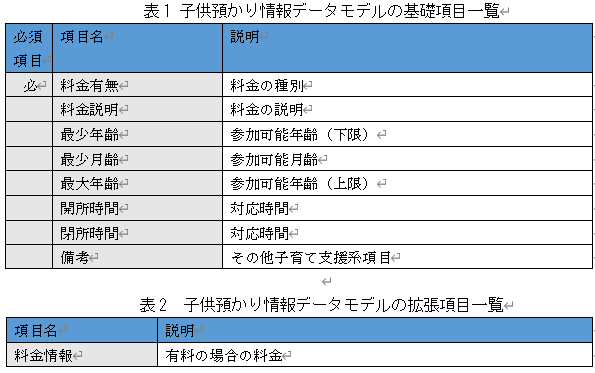 表1 子供預かり情報データモデルの基礎項目一覧
必須項目 項目名 説明
必 料金有無 料金の種別
料金説明 料金の説明
最少年齢 参加可能年齢（下限）
最少月齢 参加可能月齢
最大年齢 参加可能年齢（上限）
開所時間 対応時間
閉所時間 対応時間
備考 その他子育て支援系項目
表2 子供預かり情報データモデルの拡張項目一覧
項目名 説明
料金情報 有料の場合の料金